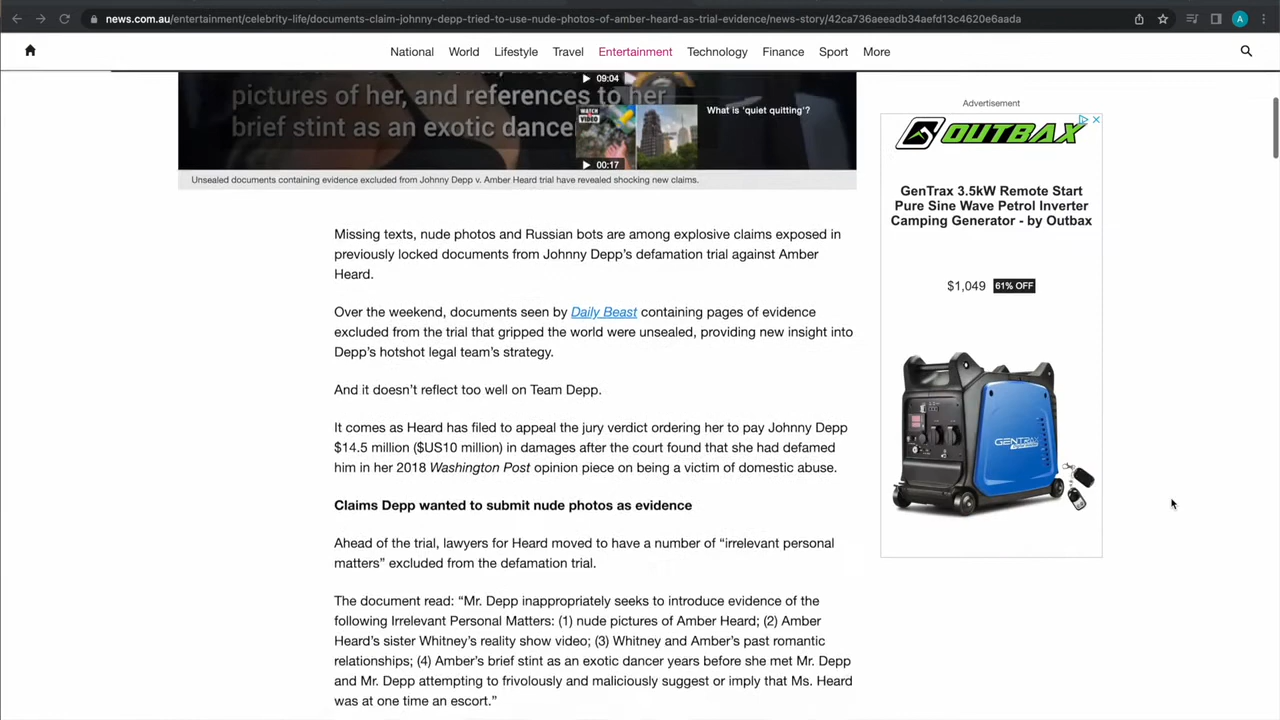 news.com.au/entertainment/celebrity-life/documents-claim-johnny-depp-tried-to-use-nude-photos-of-amber-heard-as-trial-evidence/news-story/42ca736aeeadb34aefd13c4620e6aada
A
National World Lifestyle Travel Entertainment Technology Finance Sport More
pictures of her, and references to her
brief stint as an exotic dancer
09:04
WATCH
VIDEO
What is ‘quiet quitting’?
00:17
Unsealed documents containing evidence excluded from Johnny Depp v. Amber Heard trial have revealed shocking new claims.
Missing texts, nude photos and Russian bots are among explosive claims exposed in
previously locked documents from Johnny Depp’s defamation trial against Amber
Heard.
Over the weekend, documents seen by Daily Beast containing pages of evidence
excluded from the trial that gripped the world were unsealed, providing new insight into
Depp’s hotshot legal team’s strategy.
And it doesn’t reflect too well on Team Depp.
It comes as Heard has filed to appeal the jury verdict ordering her to pay Johnny Depp
$14.5 million ($US10 million) in damages after the court found that she had defamed
him in her 2018 Washington Post opinion piece on being a victim of domestic abuse.
Claims Depp wanted to submit nude photos as evidence
Ahead of the trial, lawyers for Heard moved to have a number of “irrelevant personal
matters” excluded from the defamation trial.
The document read: “Mr. Depp inappropriately seeks to introduce evidence of the
following Irrelevant Personal Matters: (1) nude pictures of Amber Heard; (2) Amber
Heard’s sister Whitney’s reality show video; (3) Whitney and Amber’s past romantic
relationships; (4) Amber’s brief stint as an exotic dancer years before she met Mr. Depp
and Mr. Depp attempting to frivolously and maliciously suggest or imply that Ms. Heard
was at one time an escort.”
Advertisement
OUTBAX
GenTrax 3.5kW Remote Start
Pure Sine Wave Petrol Inverter
Camping Generator - by Outbax
$1,049 61% OFF
GENTRAX